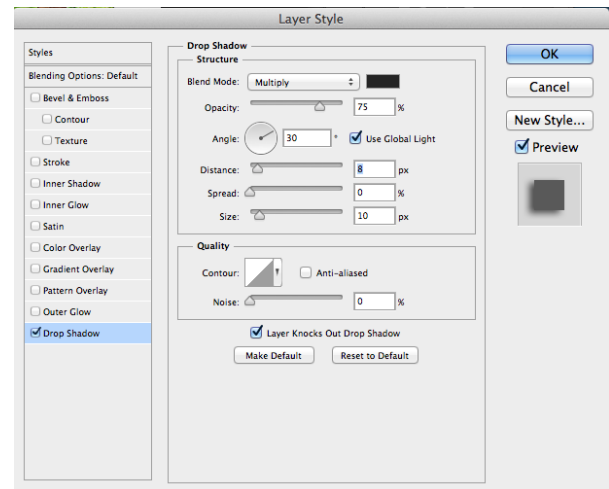 Layer Style
Styles
Blending Options: Default
Bevel & Emboss
Contour
Texture
Stroke
Inner Shadow
Inner Glow
Satin
Color Overlay
Gradient Overlay
Pattern Overlay
Outer Glow
Drop Shadow
Drop Shadow
Structure
Blend Mode: Multiply
Opacity: 75 %
Angle: 30 ° Use Global Light
Distance: 8 px
Spread: 0 %
Size: 10 px
Quality
Contour: Anti-aliased
Noise: 0 %
Layer Knocks Out Drop Shadow
Make Default Reset to Default
OK
Cancel
New Style...
Preview